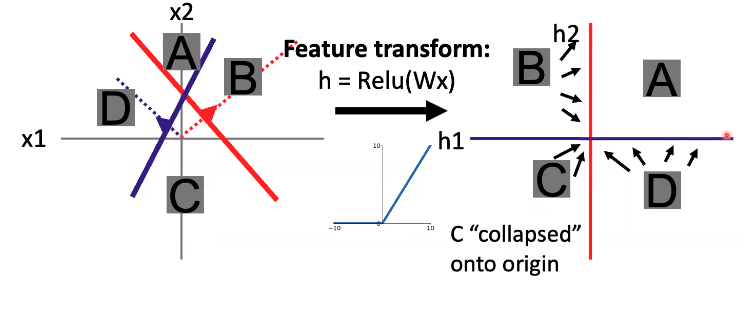 x2
A
B
D
x1
C
Feature transform:
h = Relu(Wx)
10
0
-10
10
h2
B
A
h1
C
D
C “collapsed”
onto origin